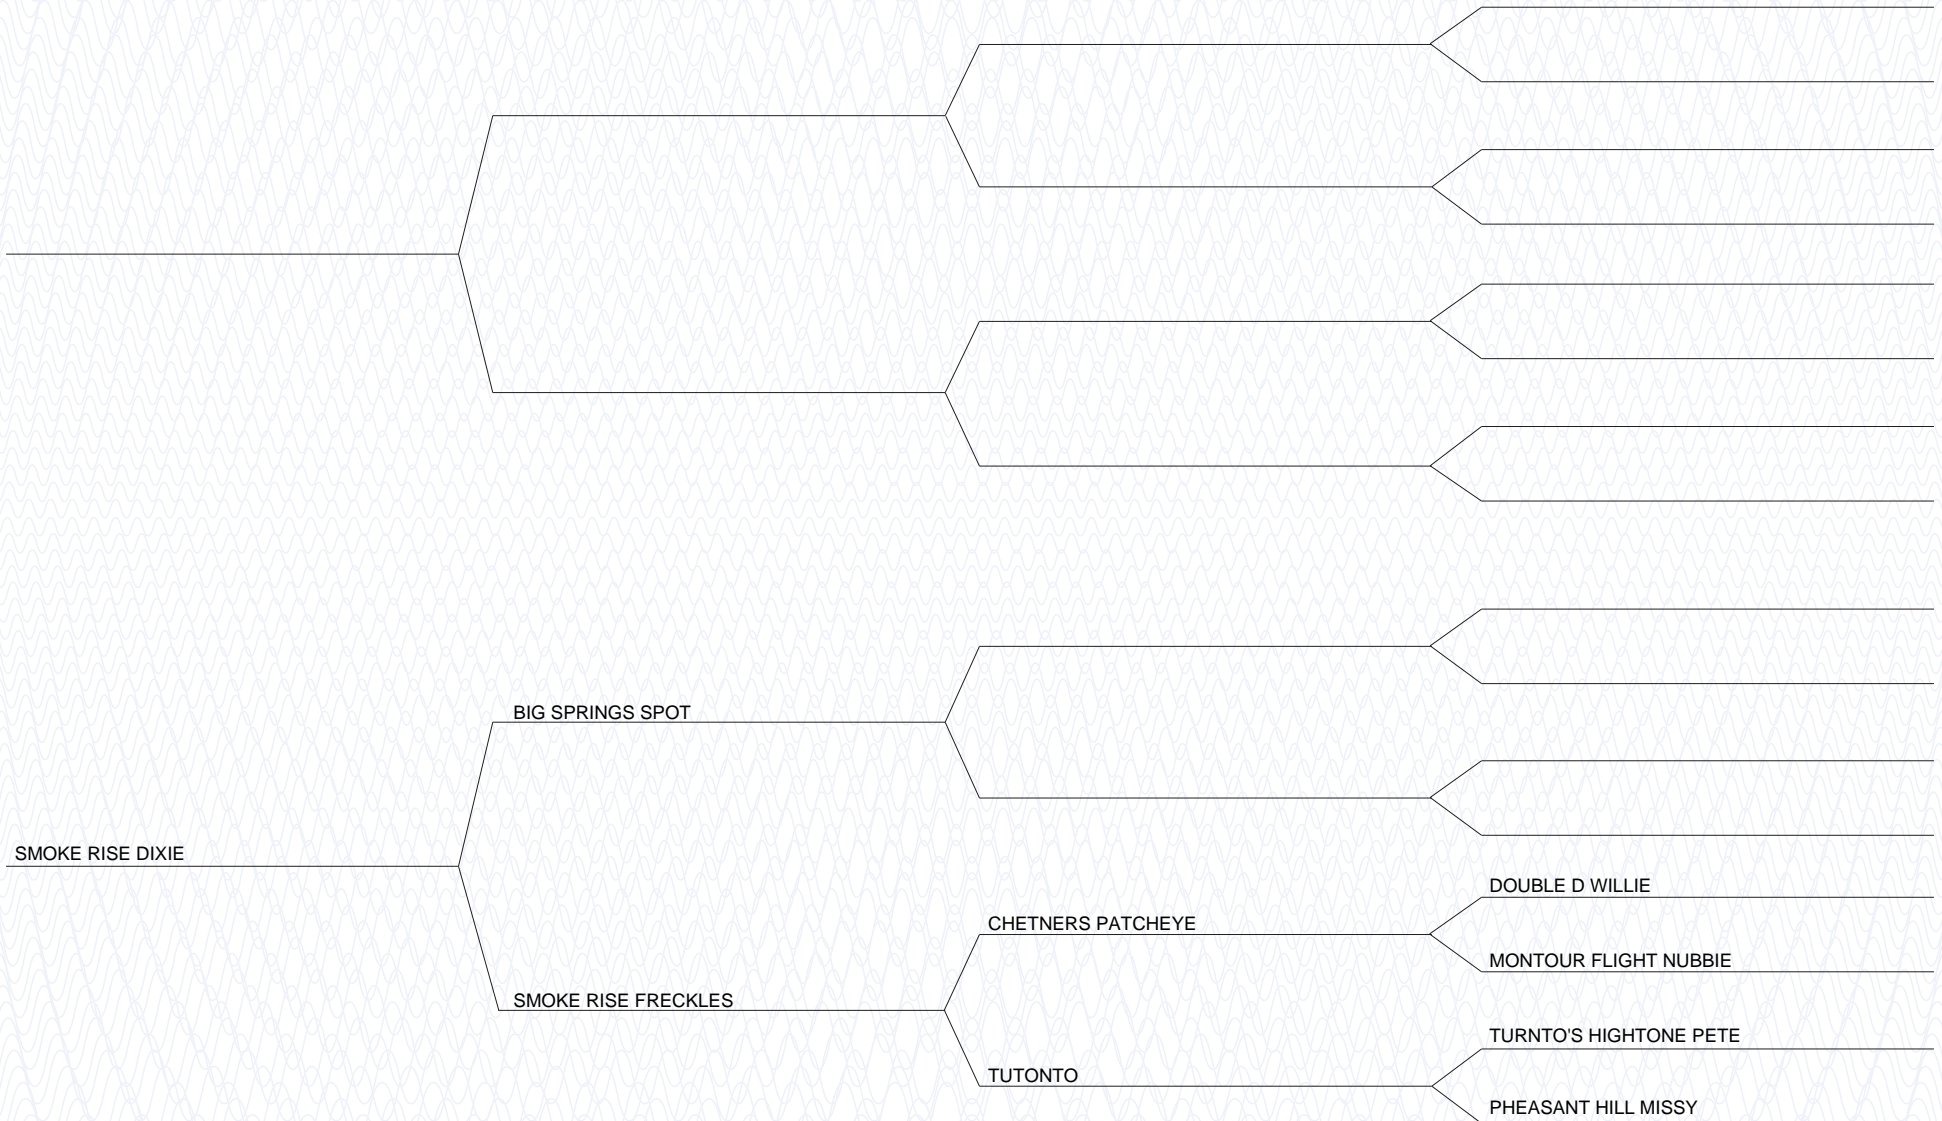 BIG SPRINGS SPOT
SMOKE RISE DIXIE
DOUBLE D WILLIE
CHETNERS PATCHEYE
MONTOUR FLIGHT NUBBIE
SMOKE RISE FRECKLES
TURNTO'S HIGHTONE PETE
TUTONTO
PHEASANT HILL MISSY